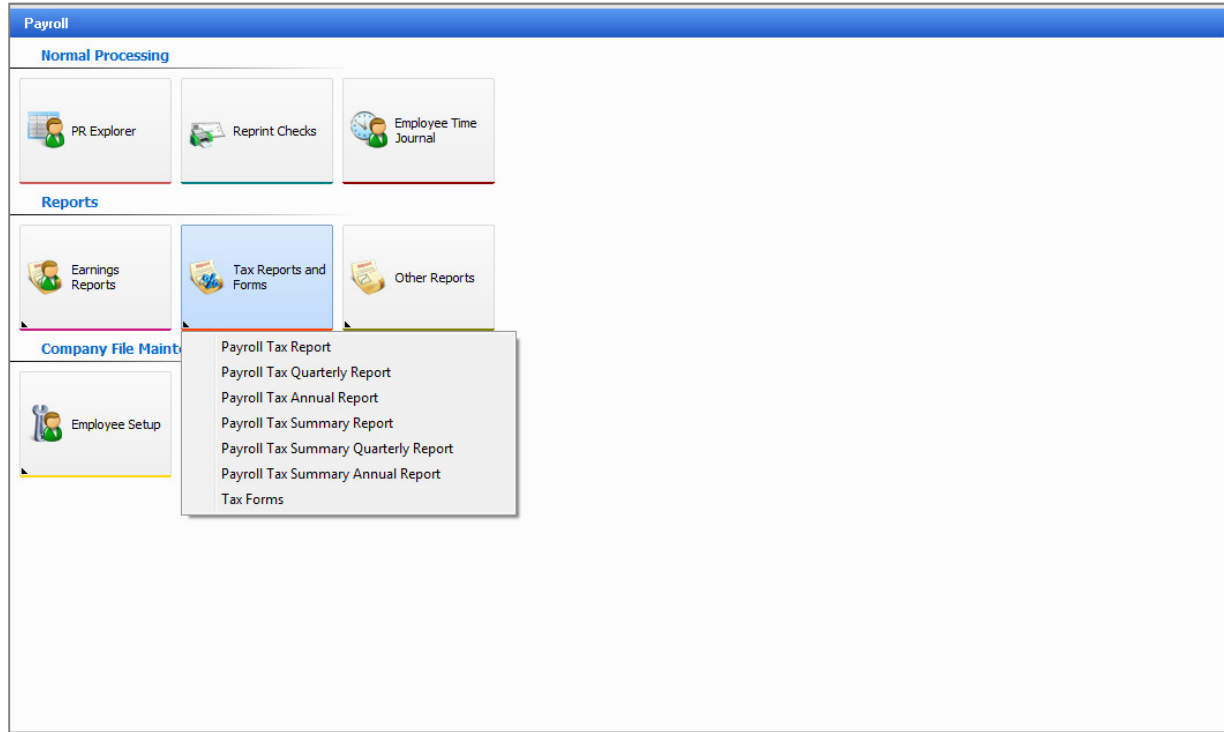 Payroll
Normal Processing
PR Explorer
Reprint Checks
Employee Time
Journal
Reports
Earnings
Reports
Tax Reports and
Forms
Other Reports
Company File
Employee Setup
Payroll Tax Report
Payroll Tax Quarterly Report
Payroll Tax Annual Report
Payroll Tax Summary Report
Payroll Tax Summary Quarterly Report
Payroll Tax Summary Annual Report
Tax Forms